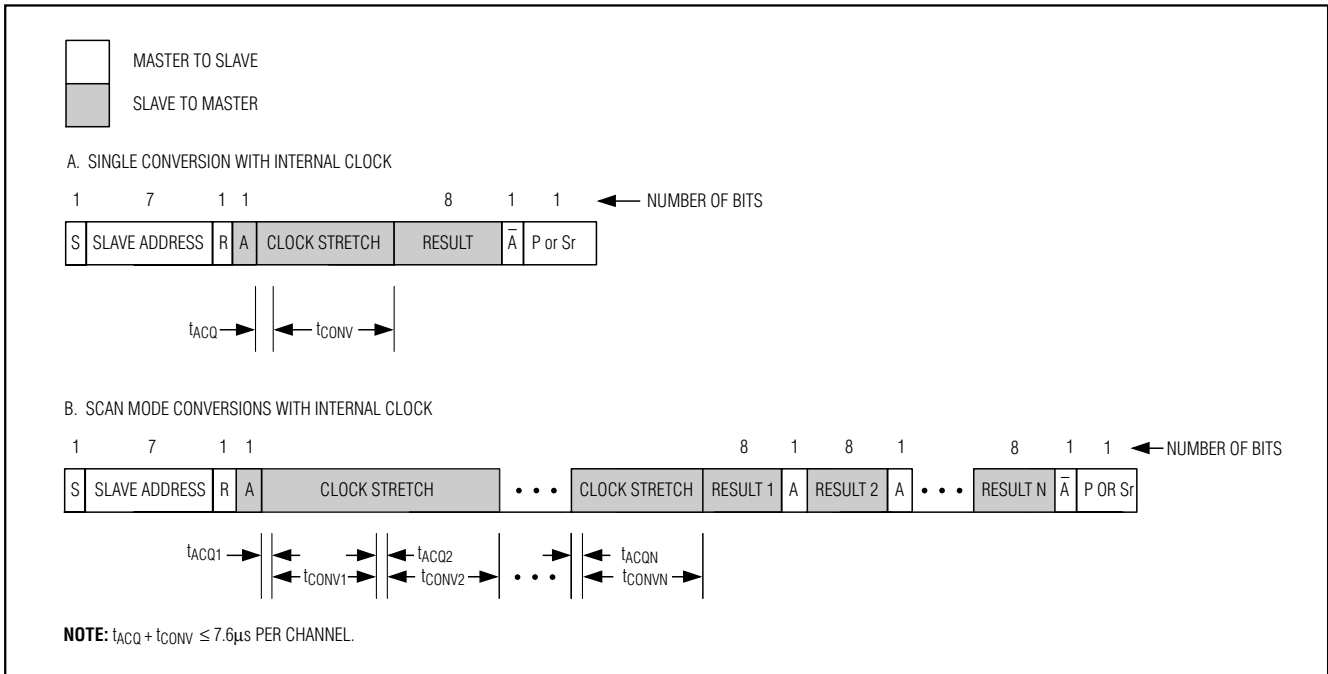 MASTER TO SLAVE
SLAVE TO MASTER
A. SINGLE CONVERSION WITH INTERNAL CLOCK
1 7 1 1 8 1 1 NUMBER OF BITS
S SLAVE ADDRESS R A CLOCK STRETCH RESULT A̅ P or Sr
tACQ tCONV
B. SCAN MODE CONVERSIONS WITH INTERNAL CLOCK
1 7 1 1 8 1 8 1 8 1 1 NUMBER OF BITS
S SLAVE ADDRESS R A CLOCK STRETCH • • • CLOCK STRETCH RESULT 1 A RESULT 2 A • • • RESULT N A̅ P OR Sr
tACQ1 tACQ2 tACQN
tCONV1 tCONV2 • • • tCONVN
NOTE: tACQ + tCONV ≤ 7.6μs PER CHANNEL.